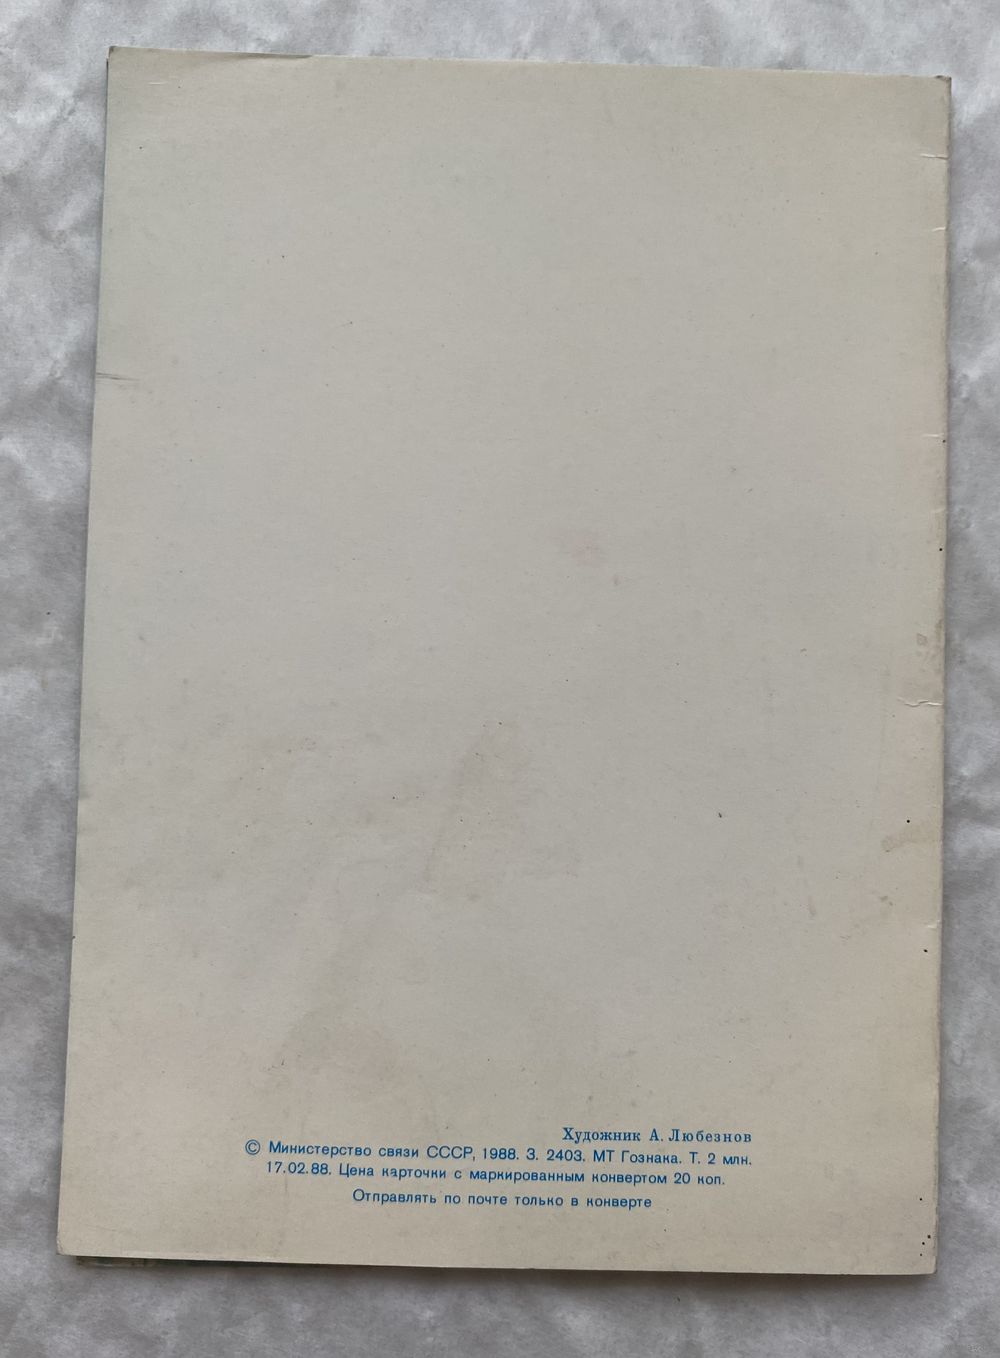 Художник А. Любезнов
© Министерство связи СССР, 1988. З. 2403. МТ Гознака. Т. 2 млн.
17.02.88. Цена карточки с маркированным конвертом 20 коп.
Отправлять по почте только в конверте